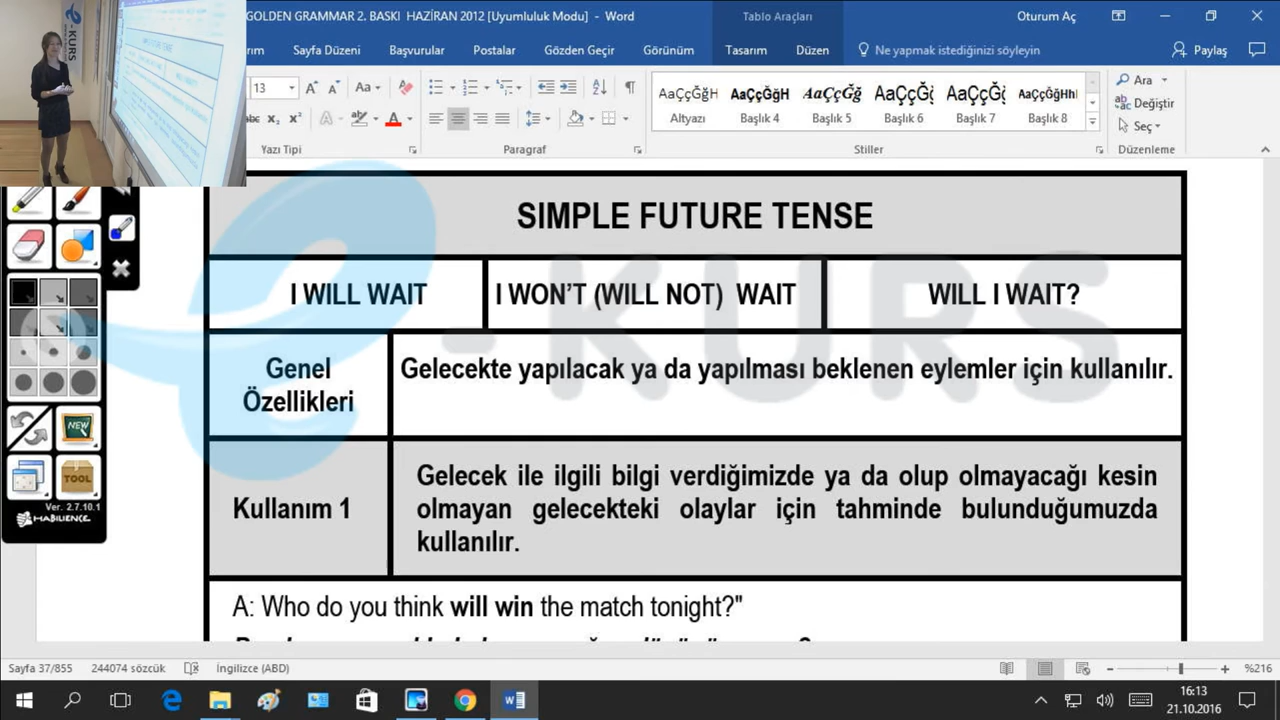 GOLDEN GRAMMAR 2. BASKI HAZİRAN 2012 [Uyumluluk Modu] - Word
Tablo Araçları
Oturum Aç
Sayfa Düzeni
Başvurular
Postalar
Gözden Geçir
Görünüm
Tasarım
Düzen
Ne yapmak istediğinizi söyleyin
Paylaş
13
Aa
AaÇçĞğH
AaÇçĞğH
AaÇçĞğ
AaÇçĞğ
AaÇçĞğ
AaÇçĞğHh
Altyazı
Başlık 4
Başlık 5
Başlık 6
Başlık 7
Başlık 8
Ara
Değiştir
Seç
Yazı Tipi
Paragraf
Stiller
Düzenleme
e-KURS
SIMPLE FUTURE TENSE
I WILL WAIT
I WON'T (WILL NOT) WAIT
WILL I WAIT?
Genel
Özellikleri
Gelecekte yapılacak ya da yapılması beklenen eylemler için kullanılır.
Kullanım 1
Gelecek ile ilgili bilgi verdiğimizde ya da olup olmayacağı kesin
olmayan gelecekteki olaylar için tahminde bulunduğumuzda
kullanılır.
A: Who do you think will win the match tonight?"
NEW
TOOL
Ver. 2.7.10.1
MABILIENCE
Sayfa 37/855
244074 sözcük
İngilizce (ABD)
%216
16:13
21.10.2016